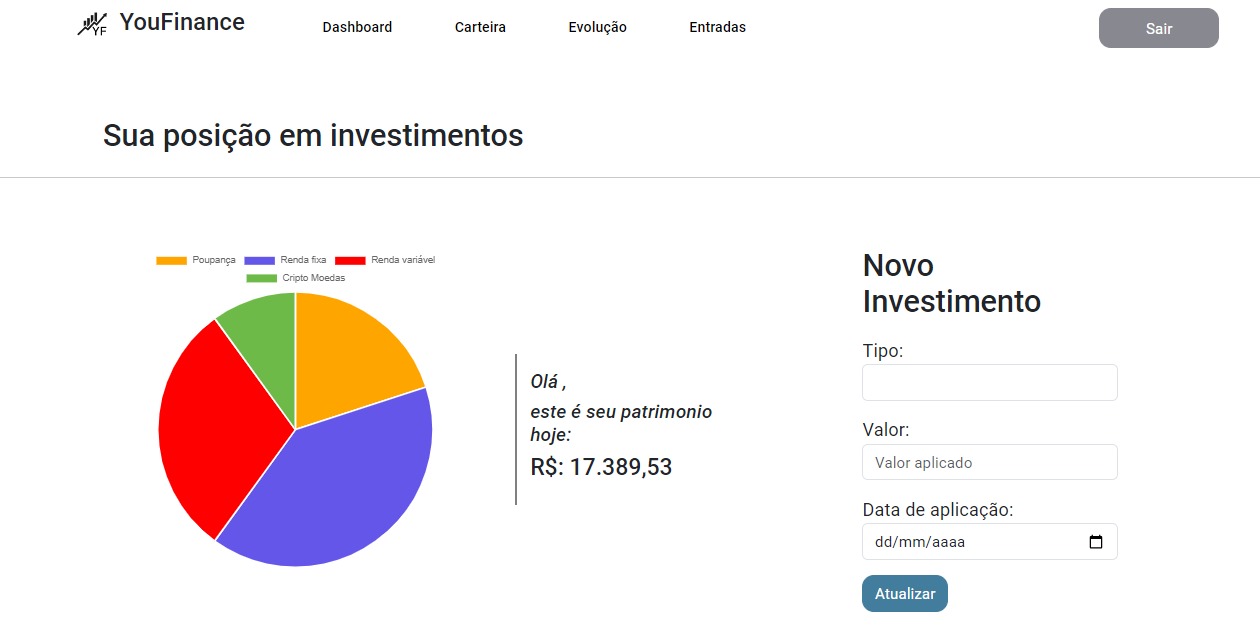 YF YouFinance
Dashboard
Carteira
Evolução
Entradas
Sair
Sua posição em investimentos
Poupança
Renda fixa
Renda variável
Cripto Moedas
Olá ,
este é seu patrimonio
hoje:
R$: 17.389,53
Novo
Investimento
Tipo:
Valor:
Valor aplicado
Data de aplicação:
dd/mm/aaaa
Atualizar